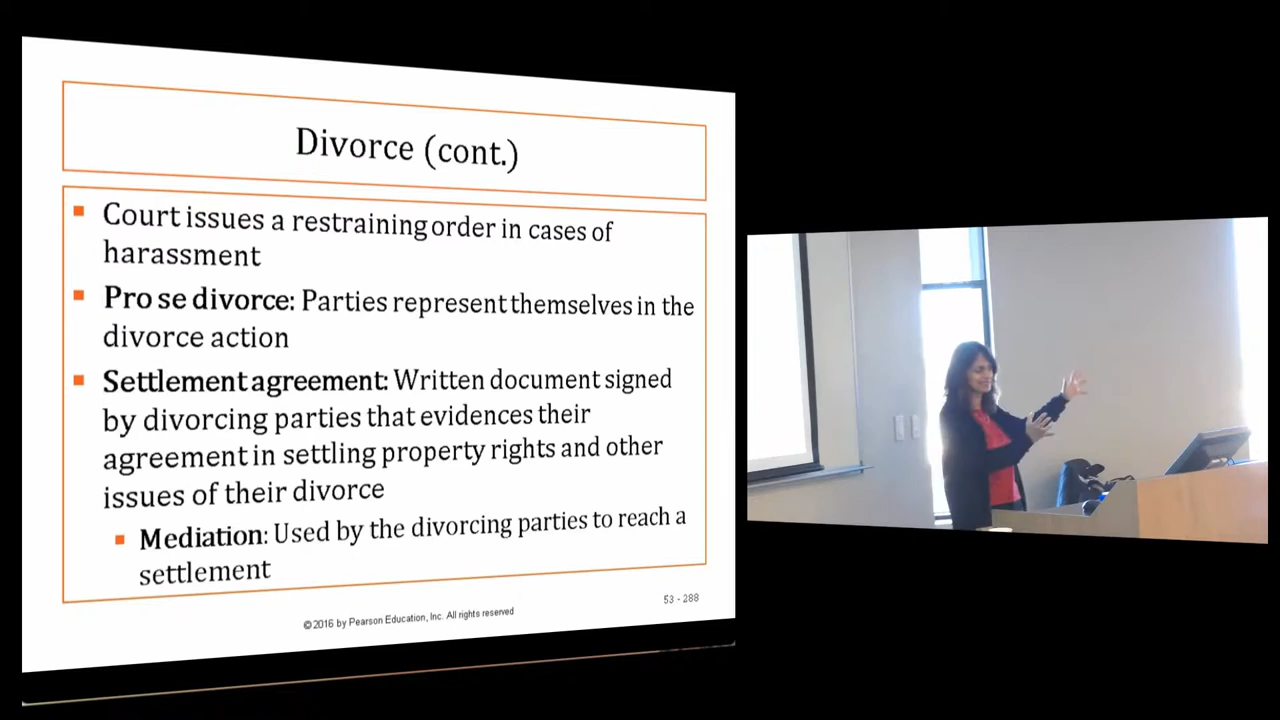 Divorce (cont.)
Court issues a restraining order in cases of
harassment
Pro se divorce: Parties represent themselves in the
divorce action
Settlement agreement: Written document signed
by divorcing parties that evidences their
agreement in settling property rights and other
issues of their divorce
Mediation: Used by the divorcing parties to reach a
settlement
53 - 288
© 2016 by Pearson Education, Inc. All rights reserved